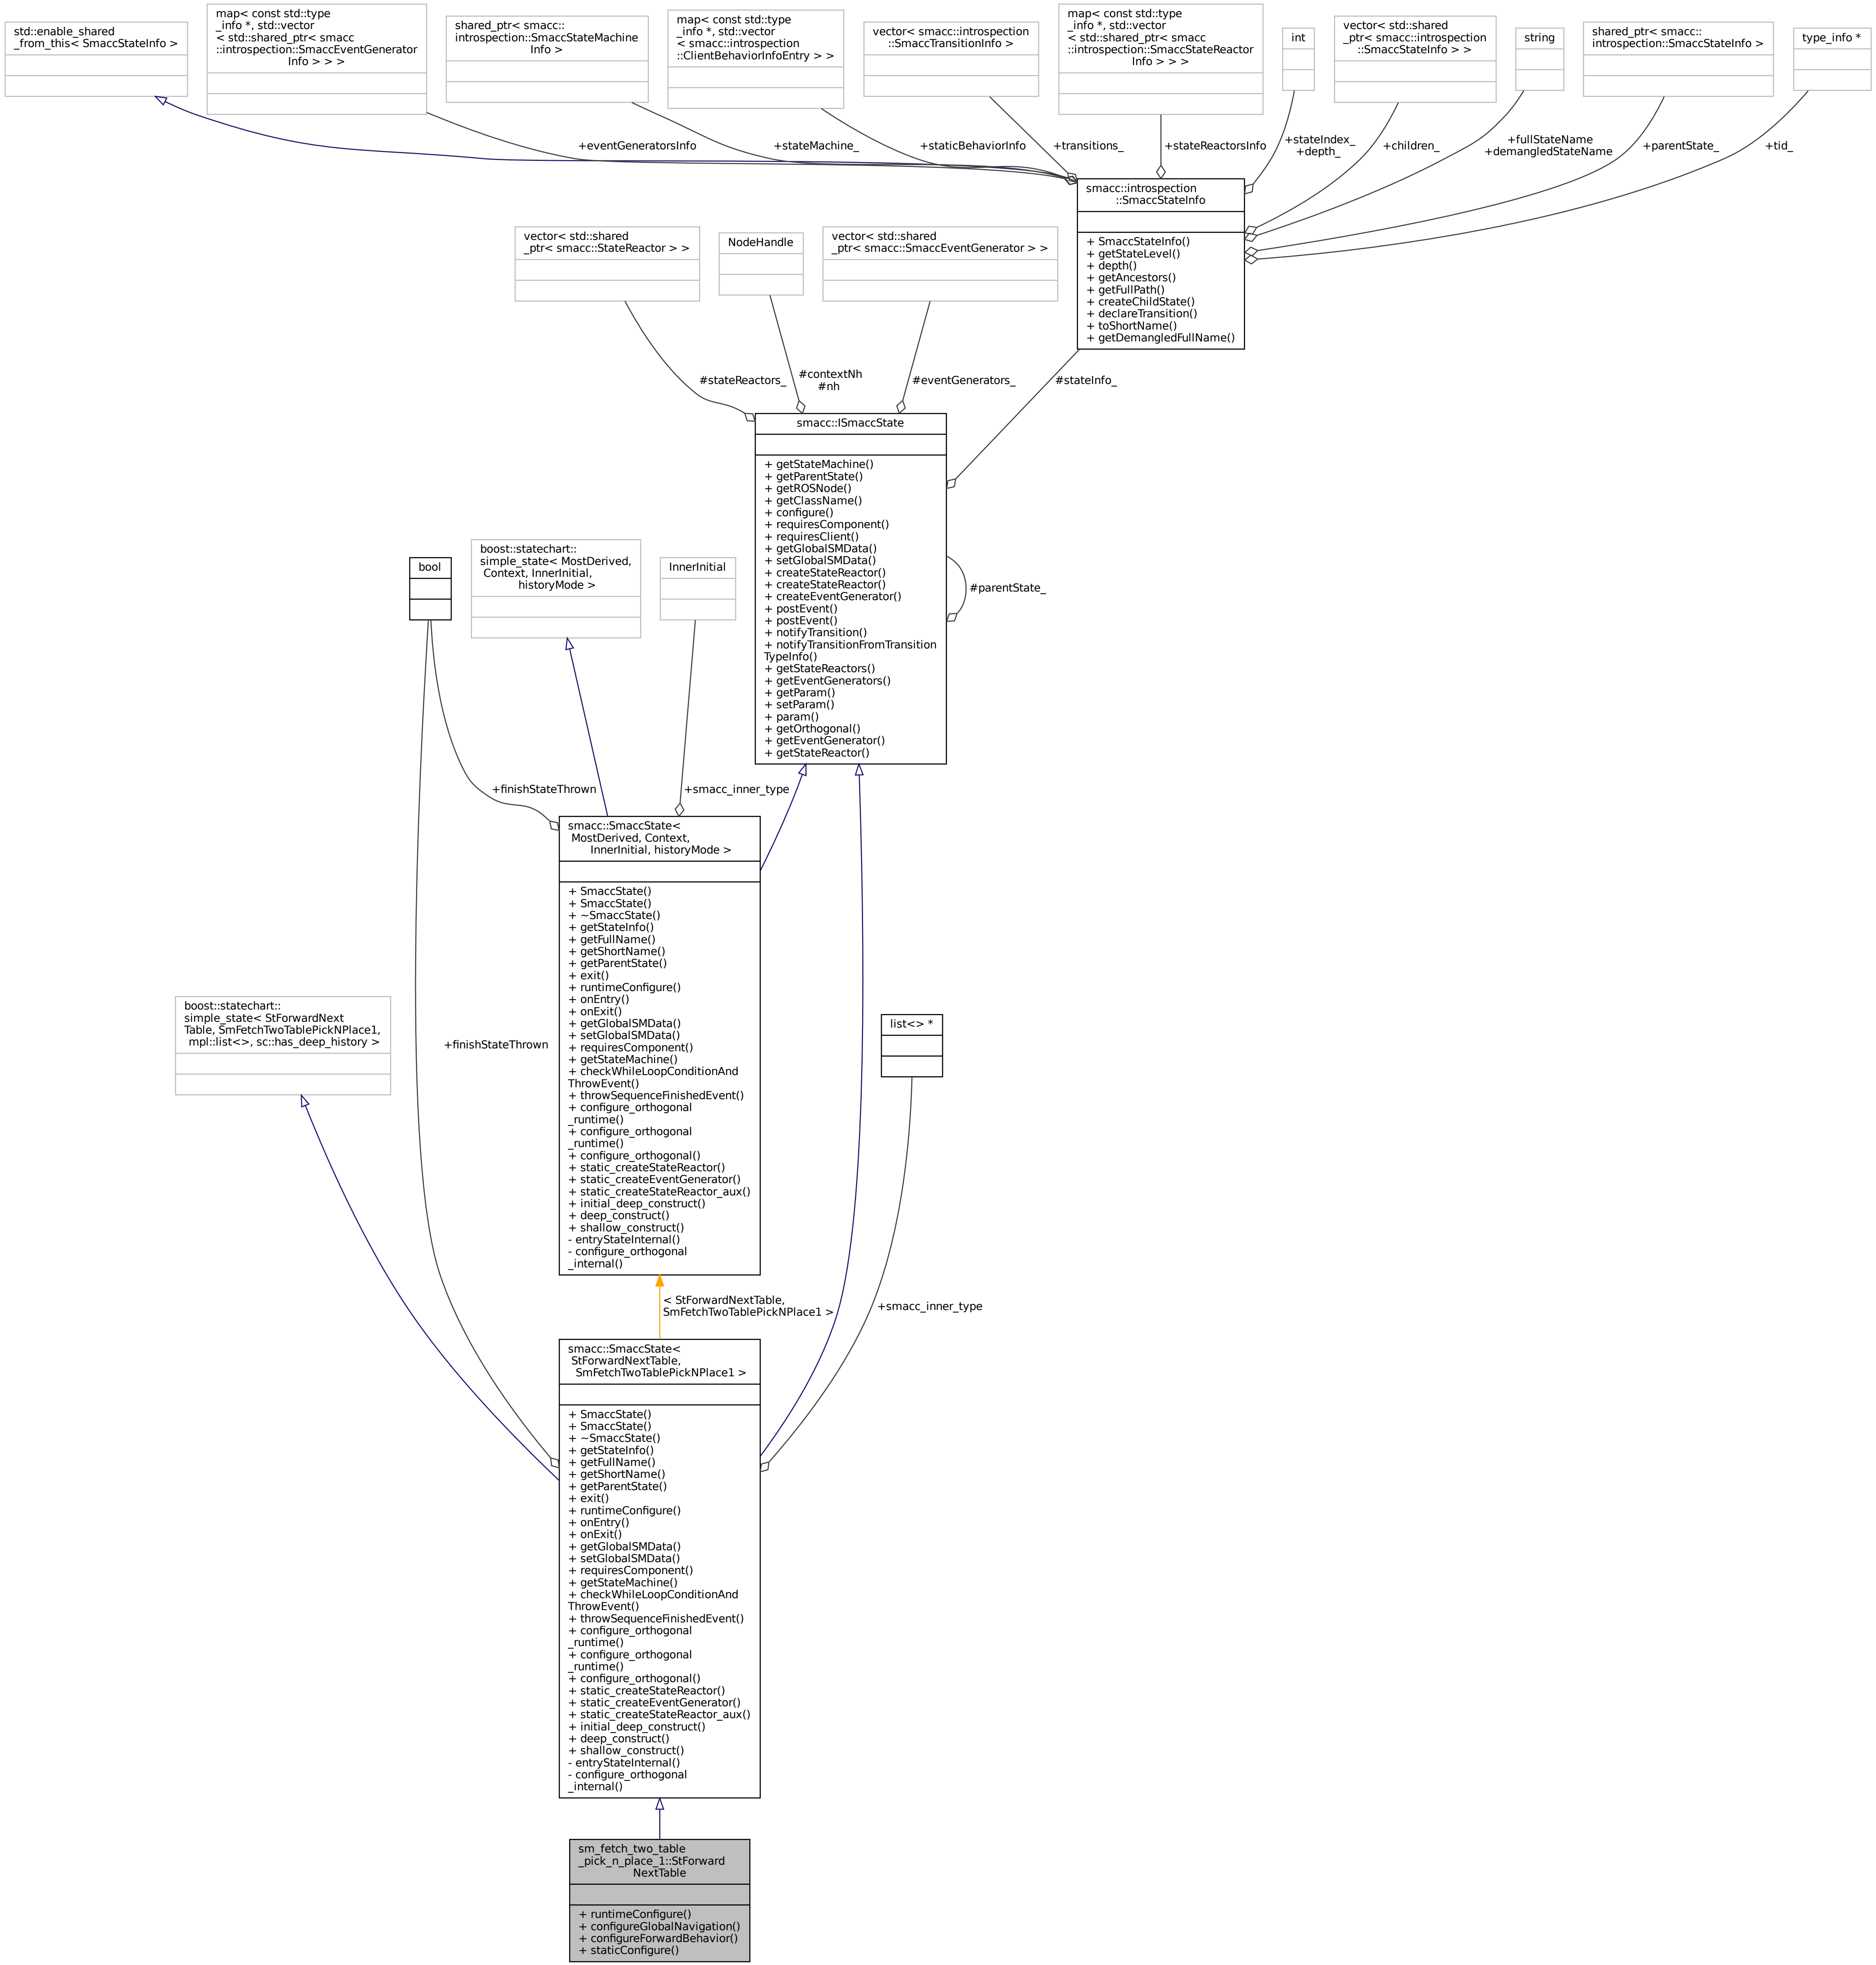 std::enable_shared
_from_this< SmaccStateInfo >
map< const std::type
_info *, std::vector
< std::shared_ptr< smacc
::introspection::SmaccEventGenerator
Info > > >
shared_ptr< smacc::
introspection::SmaccStateMachine
Info >
map< const std::type
_info *, std::vector
< smacc::introspection
::ClientBehaviorInfoEntry > >
vector< smacc::introspection
::SmaccTransitionInfo >
map< const std::type
_info *, std::vector
< std::shared_ptr< smacc
::introspection::SmaccStateReactor
Info > > >
int
vector< std::shared
_ptr< smacc::introspection
::SmaccStateInfo > >
string
shared_ptr< smacc::
introspection::SmaccStateInfo >
type_info *
+eventGeneratorsInfo
+stateMachine_
+staticBehaviorInfo
+transitions_
+stateReactorsInfo
+stateIndex_
+depth_
+children_
+fullStateName
+demangledStateName
+parentState_
+tid_
smacc::introspection
::SmaccStateInfo
+ SmaccStateInfo()
+ getStateLevel()
+ depth()
+ getAncestors()
+ getFullPath()
+ createChildState()
+ declareTransition()
+ toShortName()
+ getDemangledFullName()
vector< std::shared
_ptr< smacc::StateReactor > >
NodeHandle
vector< std::shared
_ptr< smacc::SmaccEventGenerator > >
#stateReactors_
#contextNh
#nh
#eventGenerators_
#stateInfo_
smacc::ISmaccState
+ getStateMachine()
+ getParentState()
+ getROSNode()
+ getClassName()
+ configure()
+ requiresComponent()
+ requiresClient()
+ getGlobalSMData()
+ setGlobalSMData()
+ createStateReactor()
+ createStateReactor()
+ createEventGenerator()
+ postEvent()
+ postEvent()
+ notifyTransition()
+ notifyTransitionFromTransition
TypeInfo()
+ getStateReactors()
+ getEventGenerators()
+ getParam()
+ setParam()
+ param()
+ getOrthogonal()
+ getEventGenerator()
+ getStateReactor()
#parentState_
bool
boost::statechart::
simple_state< MostDerived,
Context, InnerInitial,
historyMode >
InnerInitial
+finishStateThrown
+smacc_inner_type
smacc::SmaccState<
MostDerived, Context,
InnerInitial, historyMode >
+ SmaccState()
+ SmaccState()
+ ~SmaccState()
+ getStateInfo()
+ getFullName()
+ getShortName()
+ getParentState()
+ exit()
+ runtimeConfigure()
+ onEntry()
+ onExit()
+ getGlobalSMData()
+ setGlobalSMData()
+ requiresComponent()
+ getStateMachine()
+ checkWhileLoopConditionAnd
ThrowEvent()
+ throwSequenceFinishedEvent()
+ configure_orthogonal
_runtime()
+ configure_orthogonal
_runtime()
+ configure_orthogonal()
+ static_createStateReactor()
+ static_createEventGenerator()
+ static_createStateReactor_aux()
+ initial_deep_construct()
+ deep_construct()
+ shallow_construct()
- entryStateInternal()
- configure_orthogonal
_internal()
boost::statechart::
simple_state< StForwardNext
Table, SmFetchTwoTablePickNPlace1,
mpl::list<>, sc::has_deep_history >
+finishStateThrown
list<> *
< StForwardNextTable,
SmFetchTwoTablePickNPlace1 >
+smacc_inner_type
smacc::SmaccState<
StForwardNextTable,
SmFetchTwoTablePickNPlace1 >
+ SmaccState()
+ SmaccState()
+ ~SmaccState()
+ getStateInfo()
+ getFullName()
+ getShortName()
+ getParentState()
+ exit()
+ runtimeConfigure()
+ onEntry()
+ onExit()
+ getGlobalSMData()
+ setGlobalSMData()
+ requiresComponent()
+ getStateMachine()
+ checkWhileLoopConditionAnd
ThrowEvent()
+ throwSequenceFinishedEvent()
+ configure_orthogonal
_runtime()
+ configure_orthogonal
_runtime()
+ configure_orthogonal()
+ static_createStateReactor()
+ static_createEventGenerator()
+ static_createStateReactor_aux()
+ initial_deep_construct()
+ deep_construct()
+ shallow_construct()
- entryStateInternal()
- configure_orthogonal
_internal()
sm_fetch_two_table
_pick_n_place_1::StForward
NextTable
+ runtimeConfigure()
+ configureGlobalNavigation()
+ configureForwardBehavior()
+ staticConfigure()